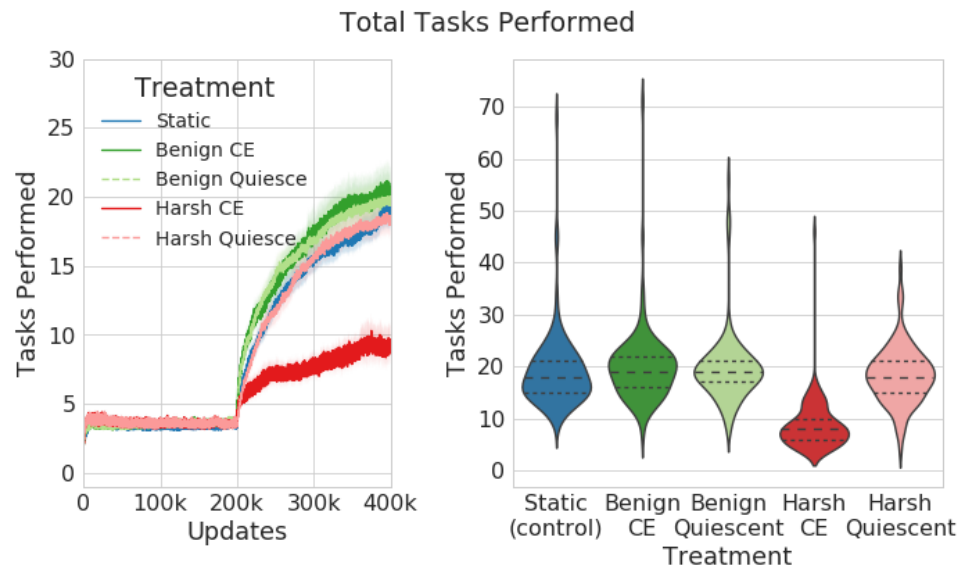 Total Tasks Performed
Tasks Performed
30
25
20
15
10
5
0
Treatment
Static
Benign CE
Benign Quiesce
Harsh CE
Harsh Quiesce
0 100k 200k 300k 400k
Updates
Tasks Performed
70
60
50
40
30
20
10
0
Static Benign Benign Harsh Harsh
(control) CE Quiescent CE Quiescent
Treatment